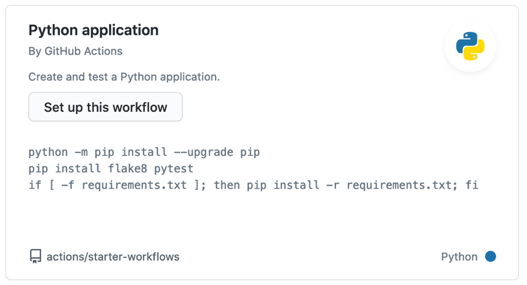 Python application
By GitHub Actions
Create and test a Python application.
Set up this workflow
python -m pip install --upgrade pip
pip install flake8 pytest
if [ -f requirements.txt ]; then pip install -r requirements.txt; fi
actions/starter-workflows
Python